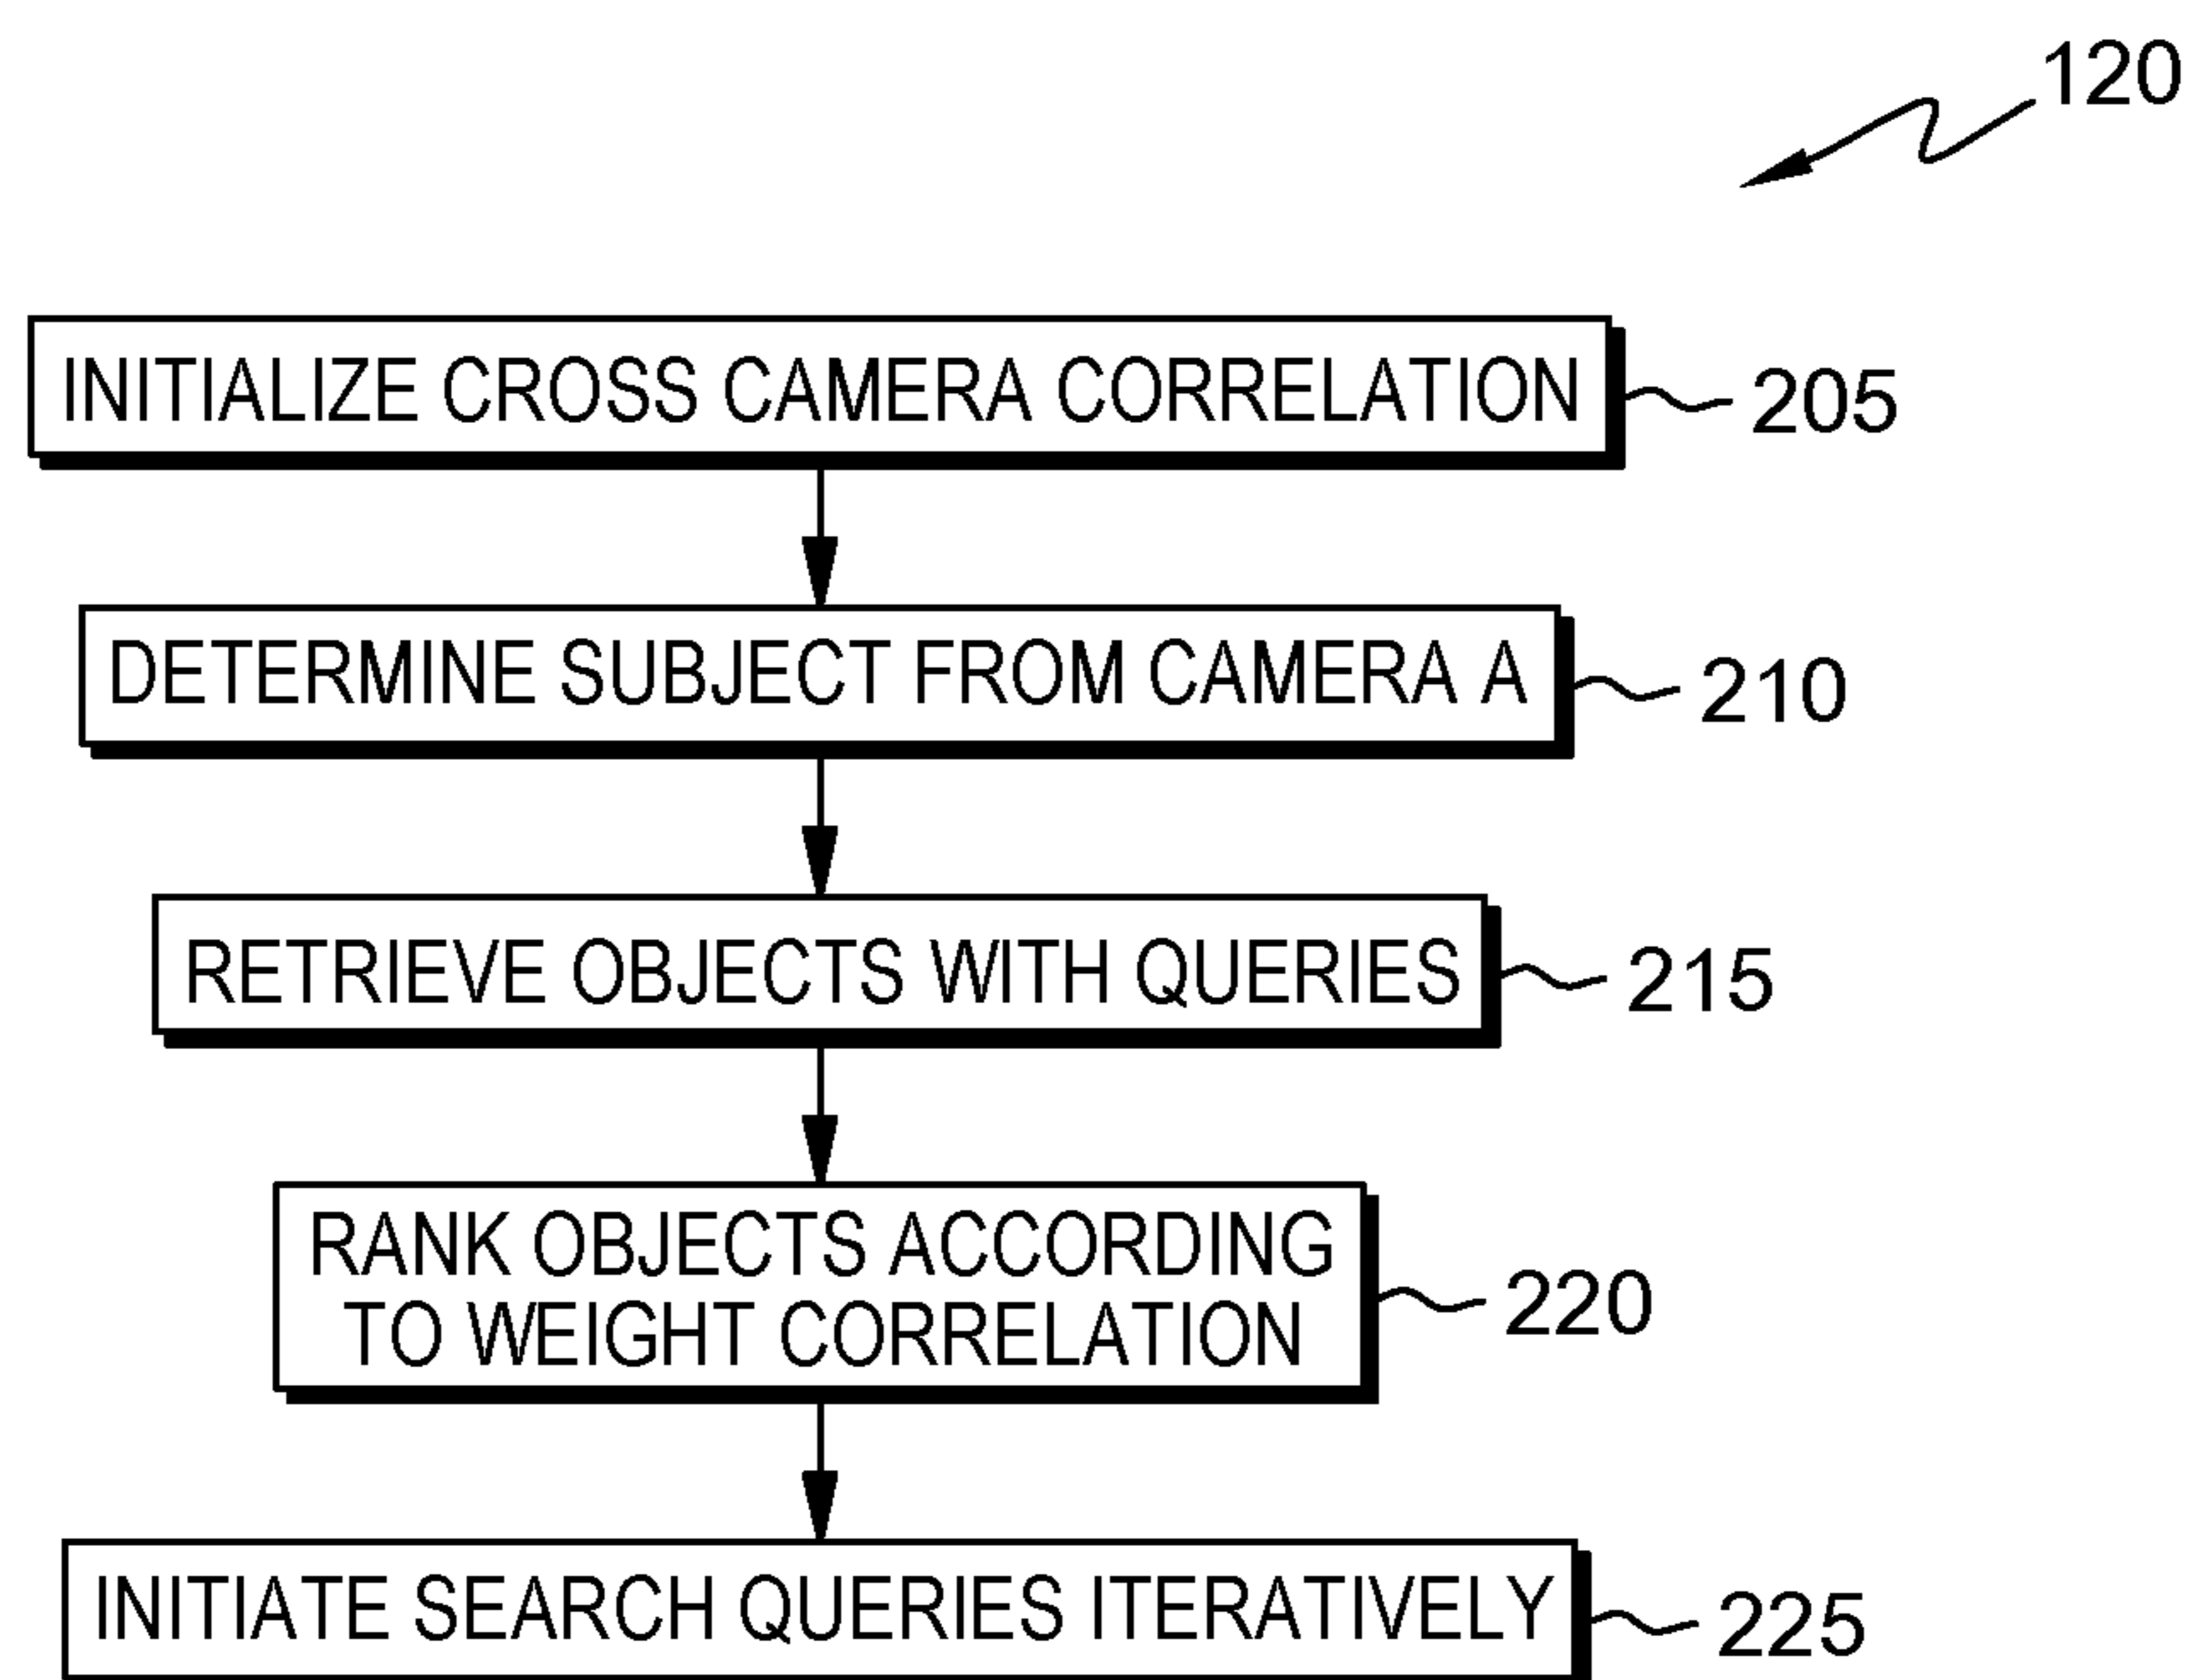 120
INITIALIZE CROSS CAMERA CORRELATION
205
DETERMINE SUBJECT FROM CAMERA A
210
RETRIEVE OBJECTS WITH QUERIES
215
RANK OBJECTS ACCORDING
TO WEIGHT CORRELATION
220
INITIATE SEARCH QUERIES ITERATIVELY
225